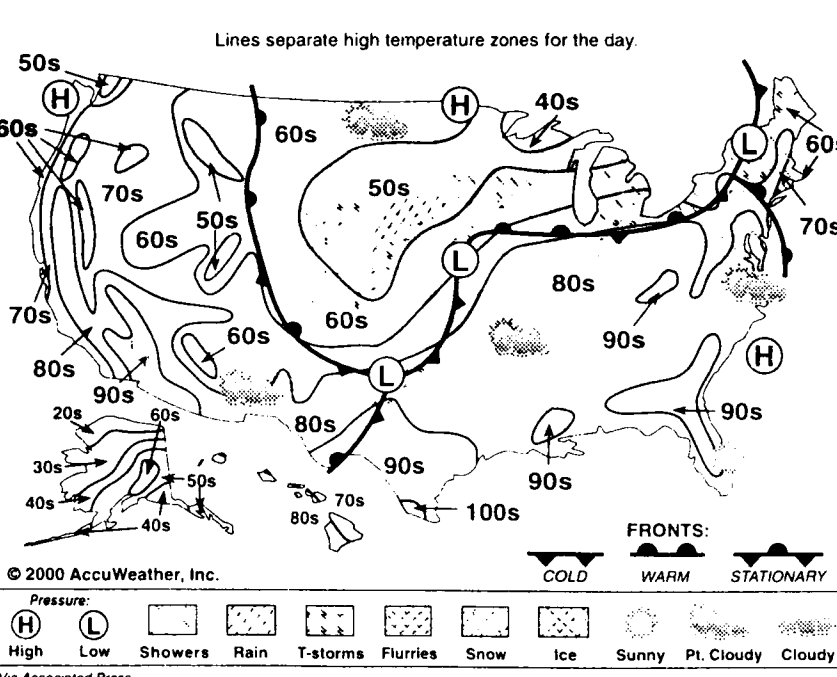 Lines separate high temperature zones for the day.
50s
H
H
40s
60s
60s
L
60s
70s
50s
50s
60s
70s
L
80s
70s
60s
60s
90s
H
80s
90s
L
20s
60s
80s
90s
90s
30s
50s
90s
40s
70s
100s
40s
80s
FRONTS:
© 2000 AccuWeather, Inc.
COLD WARM STATIONARY
Pressure:
H L
High Low Showers Rain T-storms Flurries Snow Ice Sunny Pt. Cloudy Cloudy
Via Associated Press